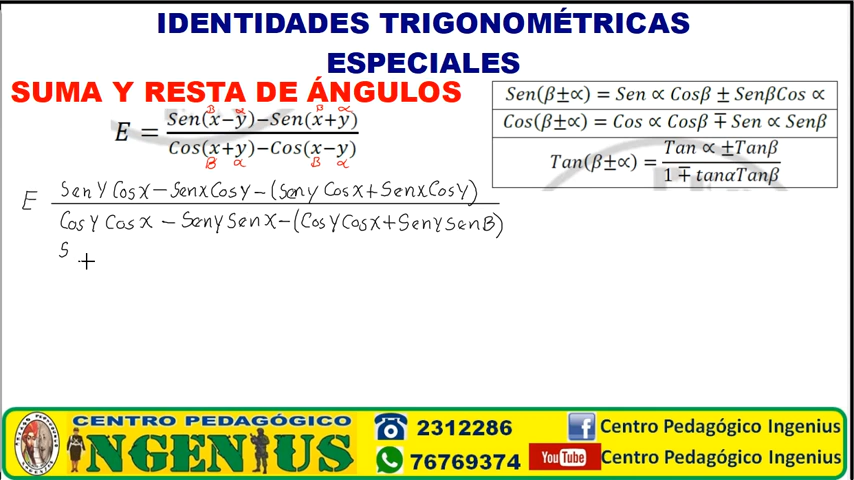 IDENTIDADES TRIGONOMÉTRICAS
ESPECIALES
SUMA Y RESTA DE ÁNGULOS
β α β α
E = Sen(x−y)−Sen(x+y) / Cos(x+y)−Cos(x−y)
β α β α
Sen(β±∝) = Sen ∝ Cosβ ± SenβCos ∝
Cos(β±∝) = Cos ∝ Cosβ ∓ Sen ∝ Senβ
Tan(β±∝) = Tan ∝ ±Tanβ / 1 ∓ tanαTanβ
E Sen y Cos x − Sen x Cos y − (Sen y Cos x + Sen x Cos y)
Cos y Cos x − Sen y Sen x − (Cos y Cos x + Sen y Sen B)
S
CENTRO PEDAGÓGICO
INGENIUS
2312286
76769374
f Centro Pedagógico Ingenius
YouTube Centro Pedagógico Ingenius